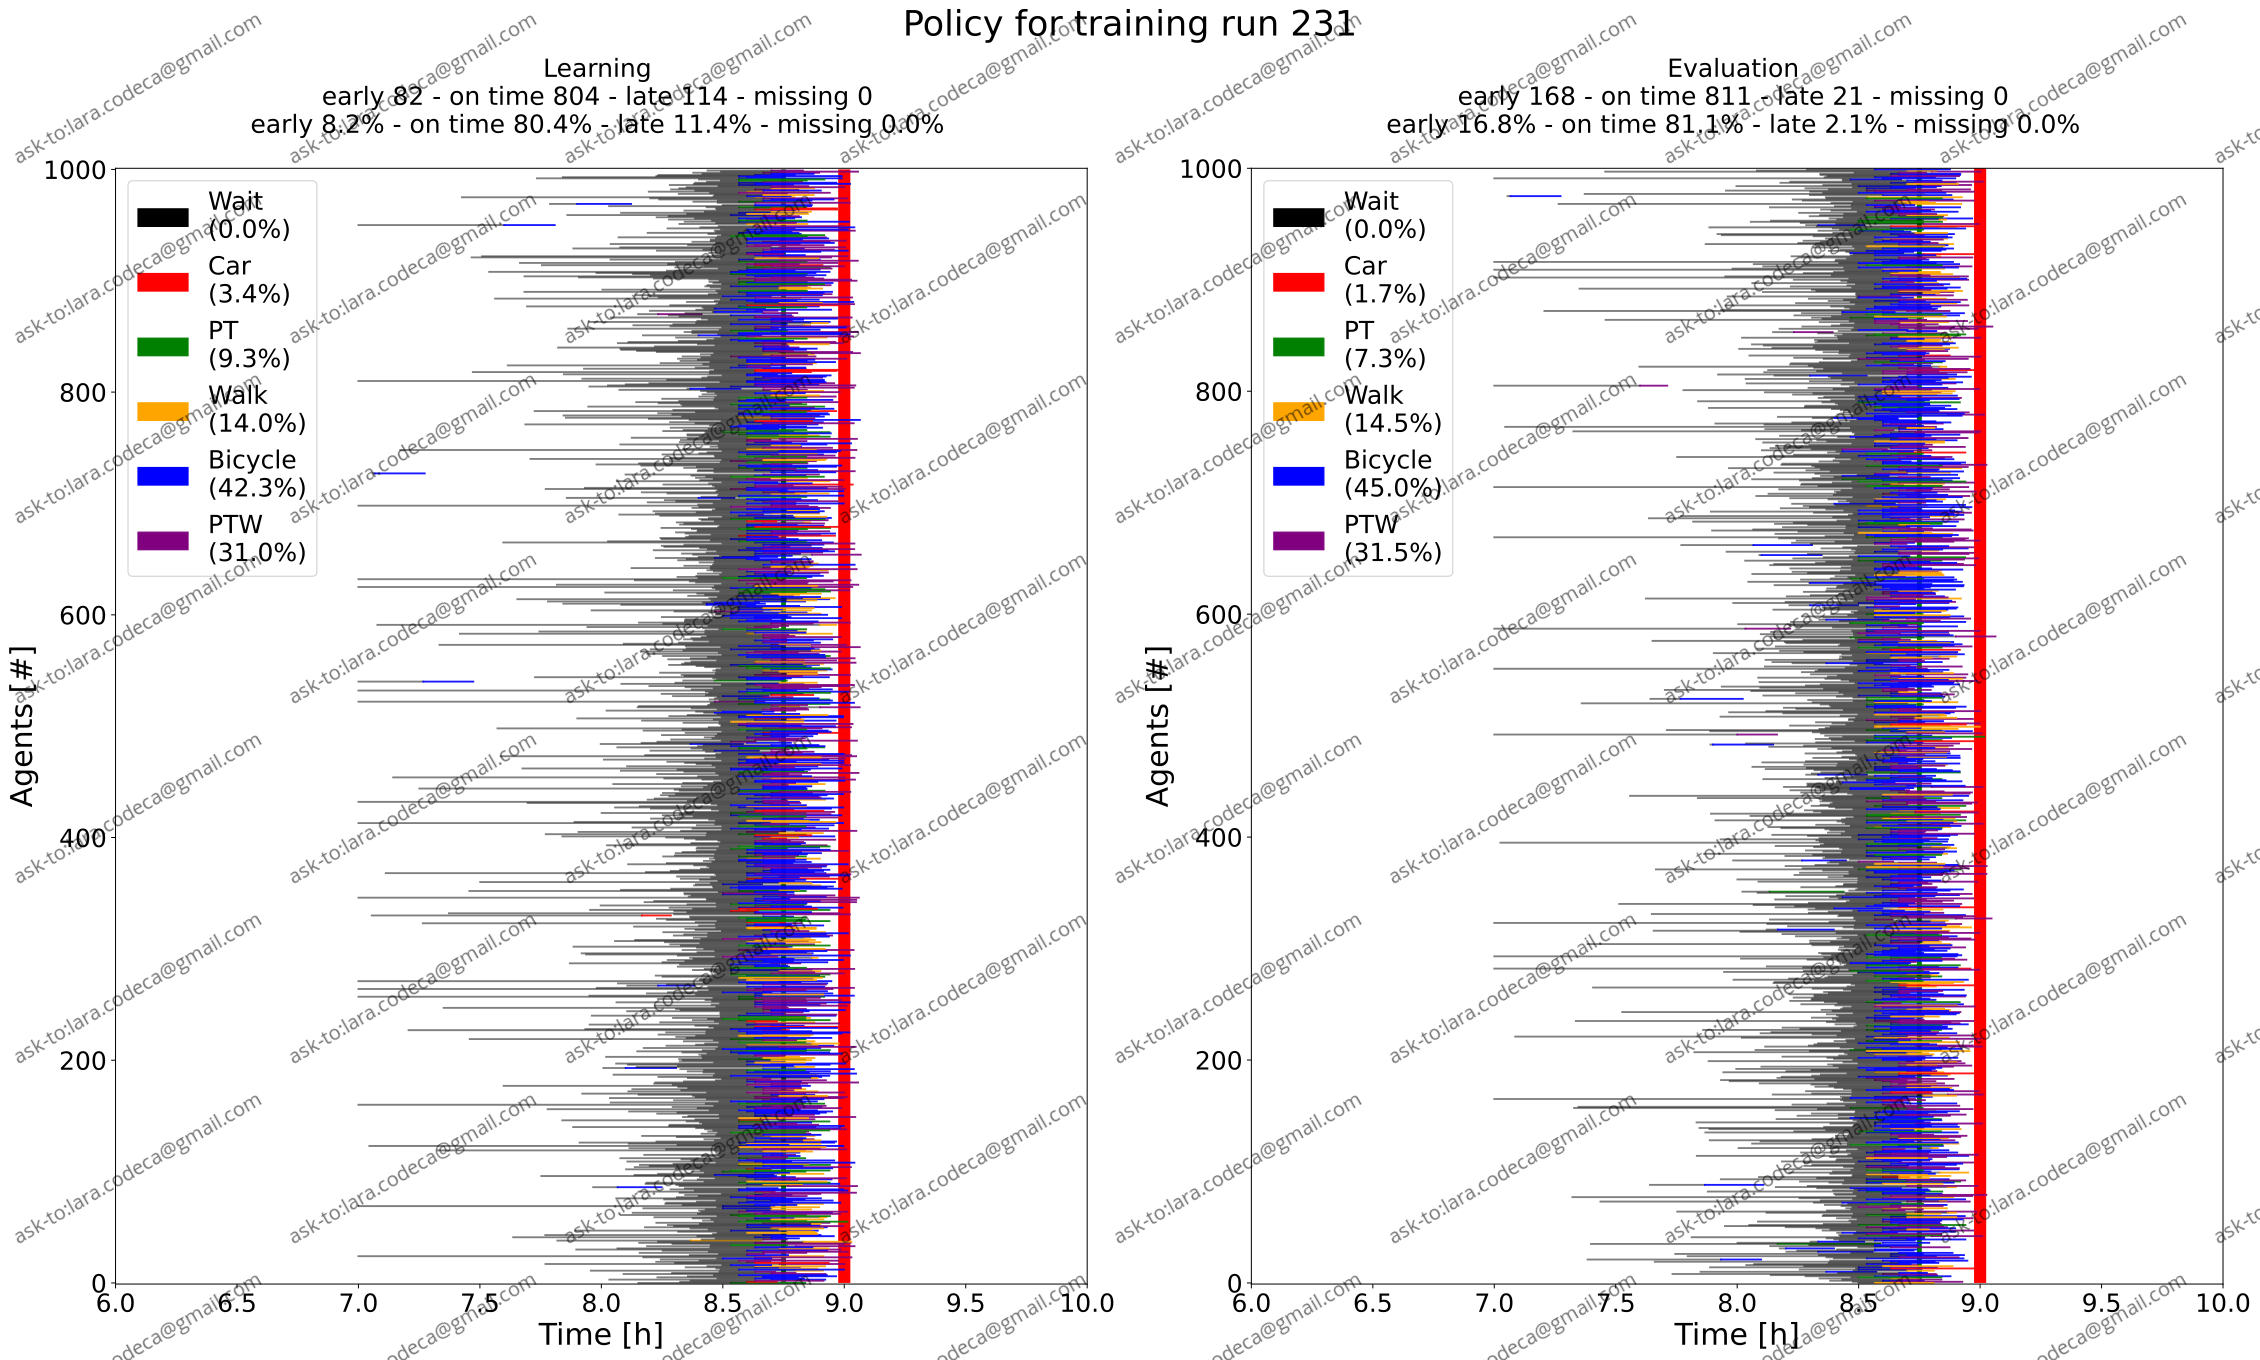 Policy for training run 231
Learning
early 82 - on time 804 - late 114 - missing 0
early 8.2% - on time 80.4% - late 11.4% - missing 0.0%
1000
800
600
400
200
0
Agents [#]
Wait
(0.0%)
Car
(3.4%)
PT
(9.3%)
Walk
(14.0%)
Bicycle
(42.3%)
PTW
(31.0%)
6.0 6.5 7.0 7.5 8.0 8.5 9.0 9.5 10.0
Time [h]
Evaluation
early 168 - on time 811 - late 21 - missing 0
early 16.8% - on time 81.1% - late 2.1% - missing 0.0%
1000
800
600
400
200
0
Agents [#]
Wait
(0.0%)
Car
(1.7%)
PT
(7.3%)
Walk
(14.5%)
Bicycle
(45.0%)
PTW
(31.5%)
6.0 6.5 7.0 7.5 8.0 8.5 9.0 9.5 10.0
Time [h]
ask-to:lara.codeca@gmail.com